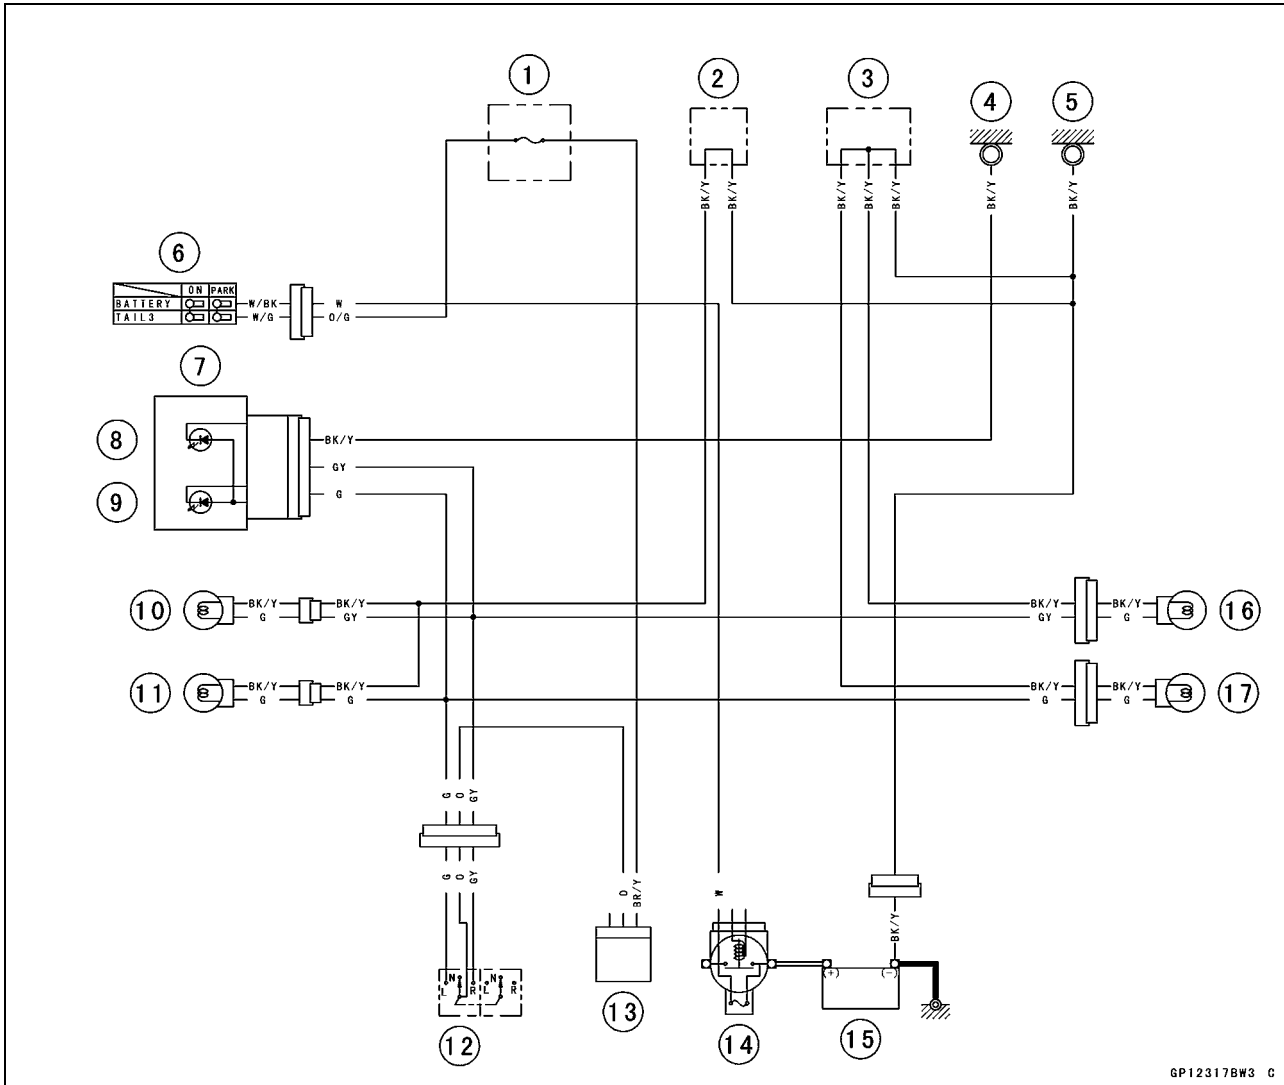 1
2
3
4
5
BK/Y
BK/Y
BK/Y
BK/Y
BK/Y
BK/Y
BK/Y
6
ON PARK
BATTERY
TAIL3
W/BK
W/G
W
O/G
7
8
BK/Y
GY
9
G
10
BK/Y
G
BK/Y
GY
BK/Y
GY
BK/Y
G
16
11
BK/Y
G
BK/Y
G
BK/Y
G
BK/Y
G
17
G
O
GY
G
O
GY
O
BR/Y
W
BK/Y
L
N
R
L
N
R
(+)
(-)
12
13
14
15
GP12317BW3 C